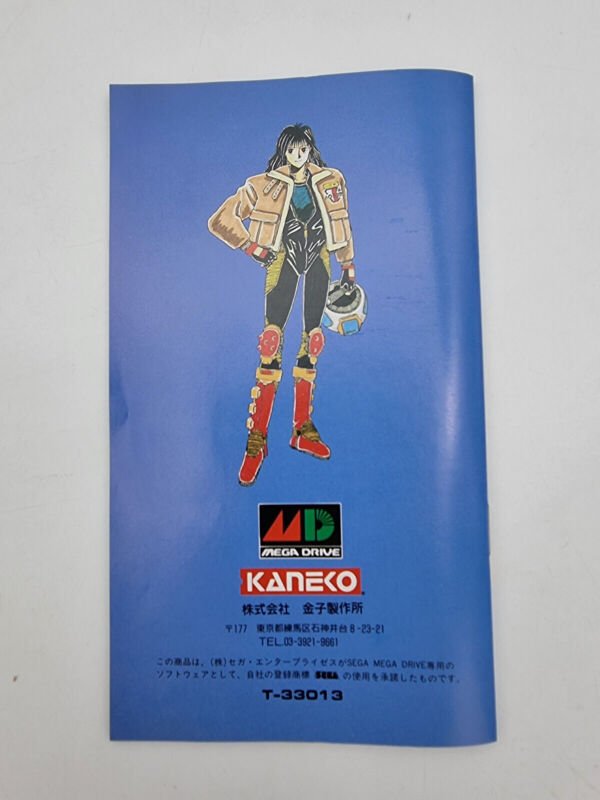 MD
MEGA DRIVE
KANEKO®
株式会社 金子製作所
〒177 東京都練馬区石神井台8-23-21
TEL.03-3921-9661
この商品は、(株)セガ・エンタープライゼスがSEGA MEGA DRIVE専用の
ソフトウェアとして、自社の登録商標 SEGA の使用を承諾したものです。
T-33013